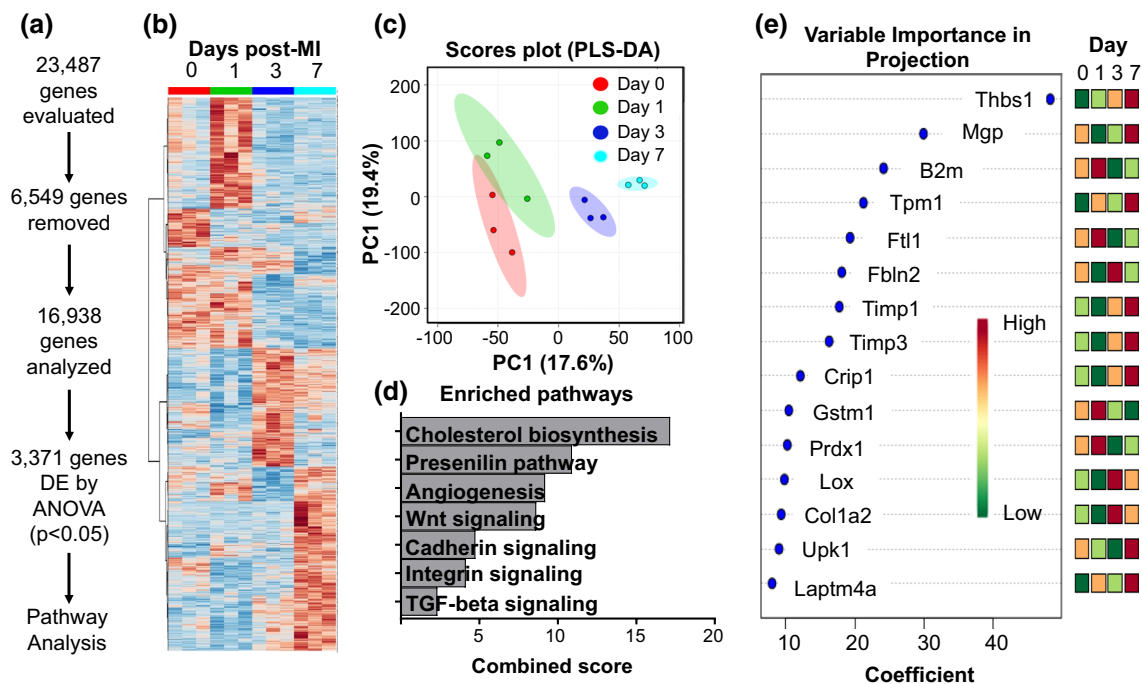 (a)
23,487
genes
evaluated
6,549 genes
removed
16,938
genes
analyzed
3,371 genes
DE by
ANOVA
(p<0.05)
Pathway
Analysis
(b)
Days post-MI
0 1 3 7
(c)
Scores plot (PLS-DA)
Day 0
Day 1
Day 3
Day 7
PC1 (19.4%)
200
100
0
-100
-200
-100 -50 0 50 100
PC1 (17.6%)
(d)
Enriched pathways
Cholesterol biosynthesis
Presenilin pathway
Angiogenesis
Wnt signaling
Cadherin signaling
Integrin signaling
TGF-beta signaling
5 10 15 20
Combined score
(e)
Variable Importance in
Projection
Day
0 1 3 7
Thbs1
Mgp
B2m
Tpm1
Ftl1
Fbln2
Timp1
Timp3
Crip1
Gstm1
Prdx1
Lox
Col1a2
Upk1
Laptm4a
High
Low
10 20 30 40
Coefficient